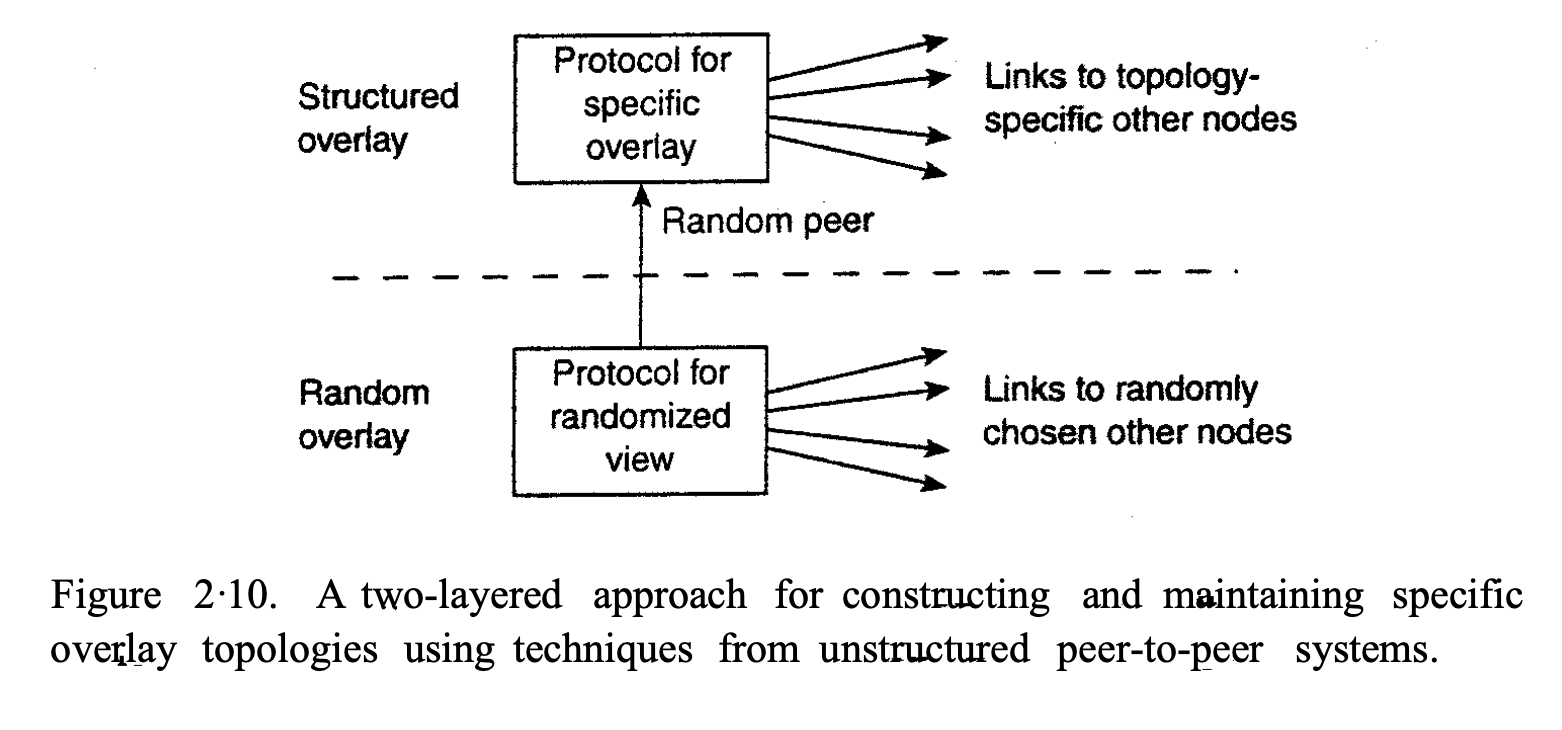 Structured
overlay
Protocol for
specific
overlay
Links to topology-
specific other nodes
Random peer
Random
overlay
Protocol for
randomized
view
Links to randomly
chosen other nodes
Figure 2·10. A two-layered approach for constructing and maintaining specific
overlay topologies using techniques from unstructured peer-to-peer systems.